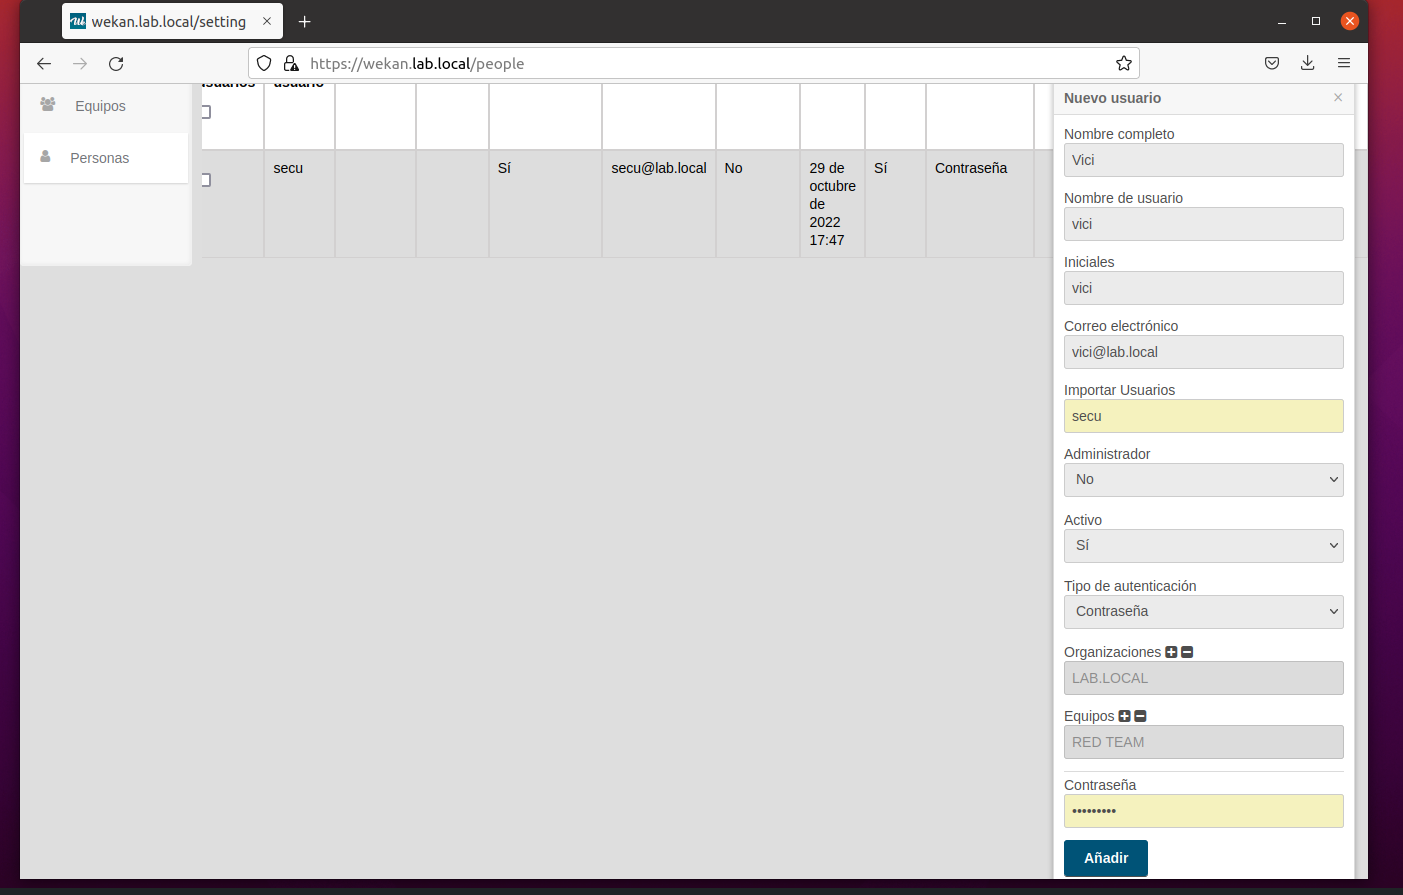 wekan.lab.local/setting
https://wekan.lab.local/people
Equipos
Personas
usuario
secu
Sí
secu@lab.local
No
29 de
octubre
de
2022
17:47
Sí
Contraseña
Nuevo usuario
Nombre completo
Vici
Nombre de usuario
vici
Iniciales
vici
Correo electrónico
vici@lab.local
Importar Usuarios
secu
Administrador
No
Activo
Sí
Tipo de autenticación
Contraseña
Organizaciones
LAB.LOCAL
Equipos
RED TEAM
Contraseña
•••••••••
Añadir